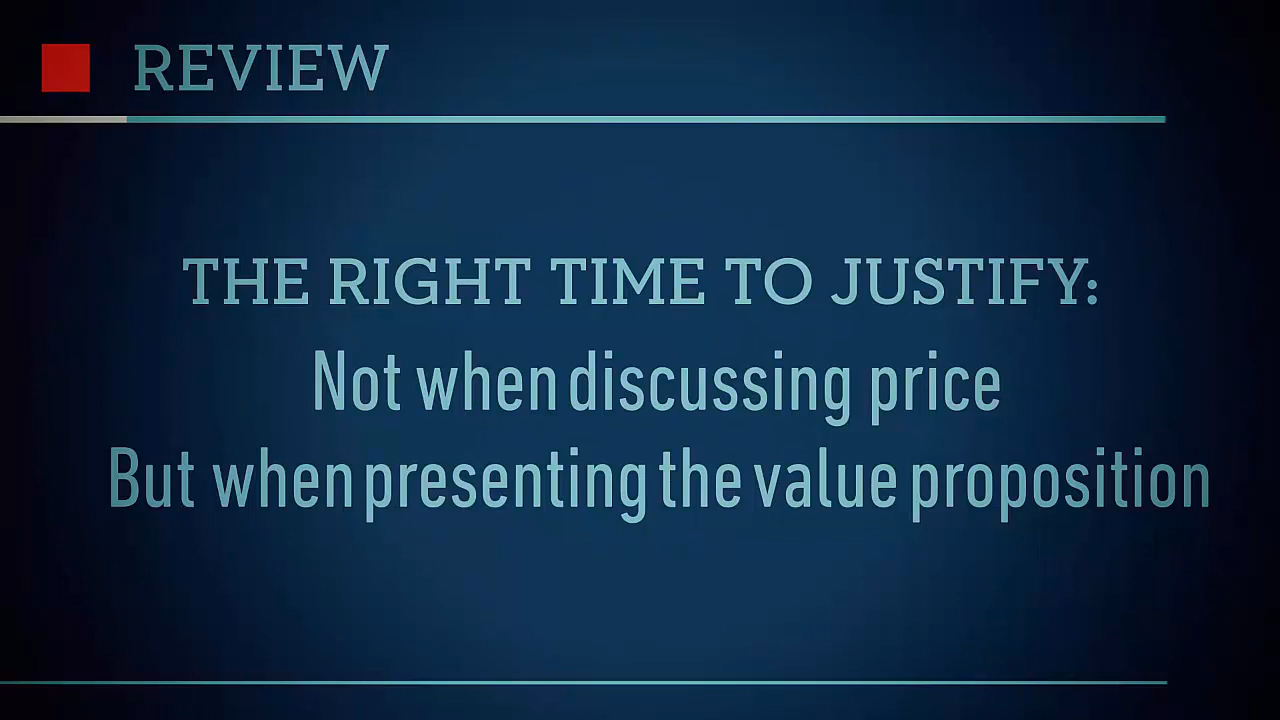 REVIEW
THE RIGHT TIME TO JUSTIFY:
Not when discussing price
But when presenting the value proposition